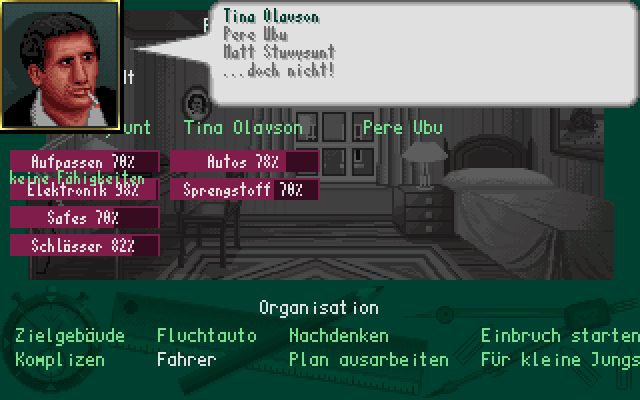 Tina Olavson
Pere Ubu
Matt Stuvysunt
...doch nicht!
Tina Olavson
Pere Ubu
Aufpassen 70%
Autos 78%
keine Fähigkeiten
Elektronik 98%
Sprengstoff 70%
Safes 70%
Schlösser 82%
Organisation
Zielgebäude
Fluchtauto
Nachdenken
Einbruch starten
Komplizen
Fahrer
Plan ausarbeiten
Für kleine Jungs